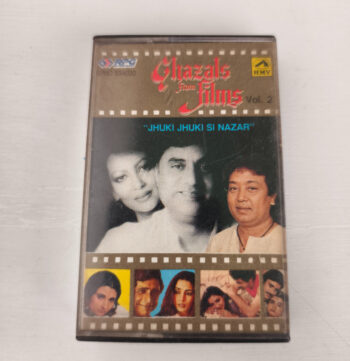 Ghazals
from
films
Vol. 2
HMV
"JHUKI JHUKI SI NAZAR"